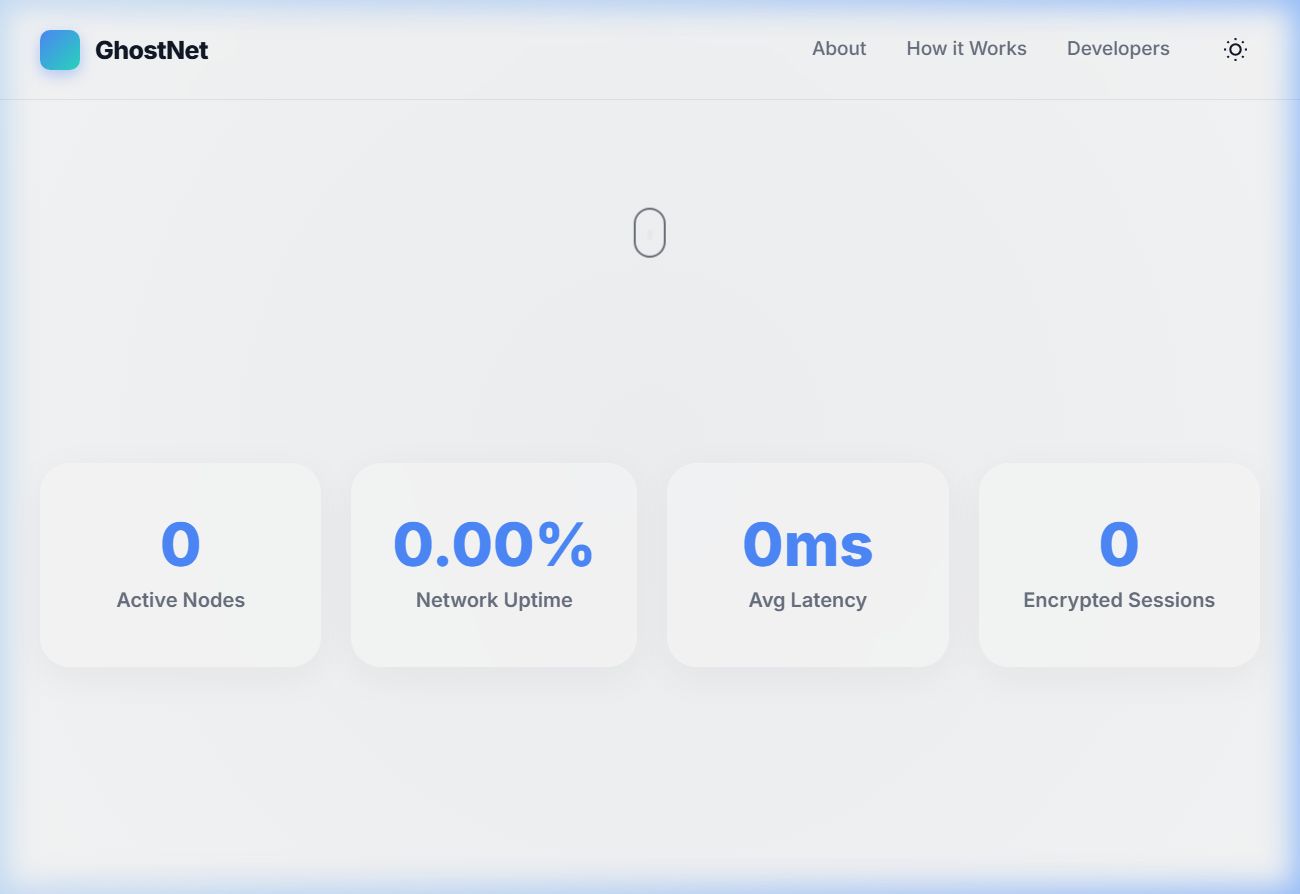 GhostNet
About How it Works Developers
0 0.00% 0ms 0
Active Nodes Network Uptime Avg Latency Encrypted Sessions